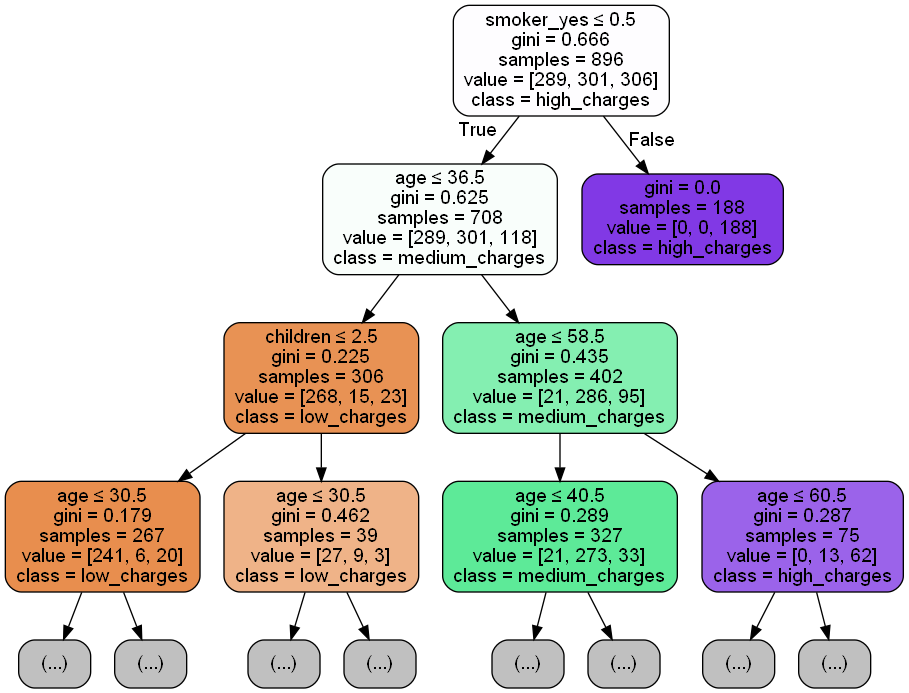 smoker_yes ≤ 0.5
gini = 0.666
samples = 896
value = [289, 301, 306]
class = high_charges
True
False
age ≤ 36.5
gini = 0.625
samples = 708
value = [289, 301, 118]
class = medium_charges
gini = 0.0
samples = 188
value = [0, 0, 188]
class = high_charges
children ≤ 2.5
gini = 0.225
samples = 306
value = [268, 15, 23]
class = low_charges
age ≤ 58.5
gini = 0.435
samples = 402
value = [21, 286, 95]
class = medium_charges
age ≤ 30.5
gini = 0.179
samples = 267
value = [241, 6, 20]
class = low_charges
age ≤ 30.5
gini = 0.462
samples = 39
value = [27, 9, 3]
class = low_charges
age ≤ 40.5
gini = 0.289
samples = 327
value = [21, 273, 33]
class = medium_charges
age ≤ 60.5
gini = 0.287
samples = 75
value = [0, 13, 62]
class = high_charges
(...)
(...)
(...)
(...)
(...)
(...)
(...)
(...)